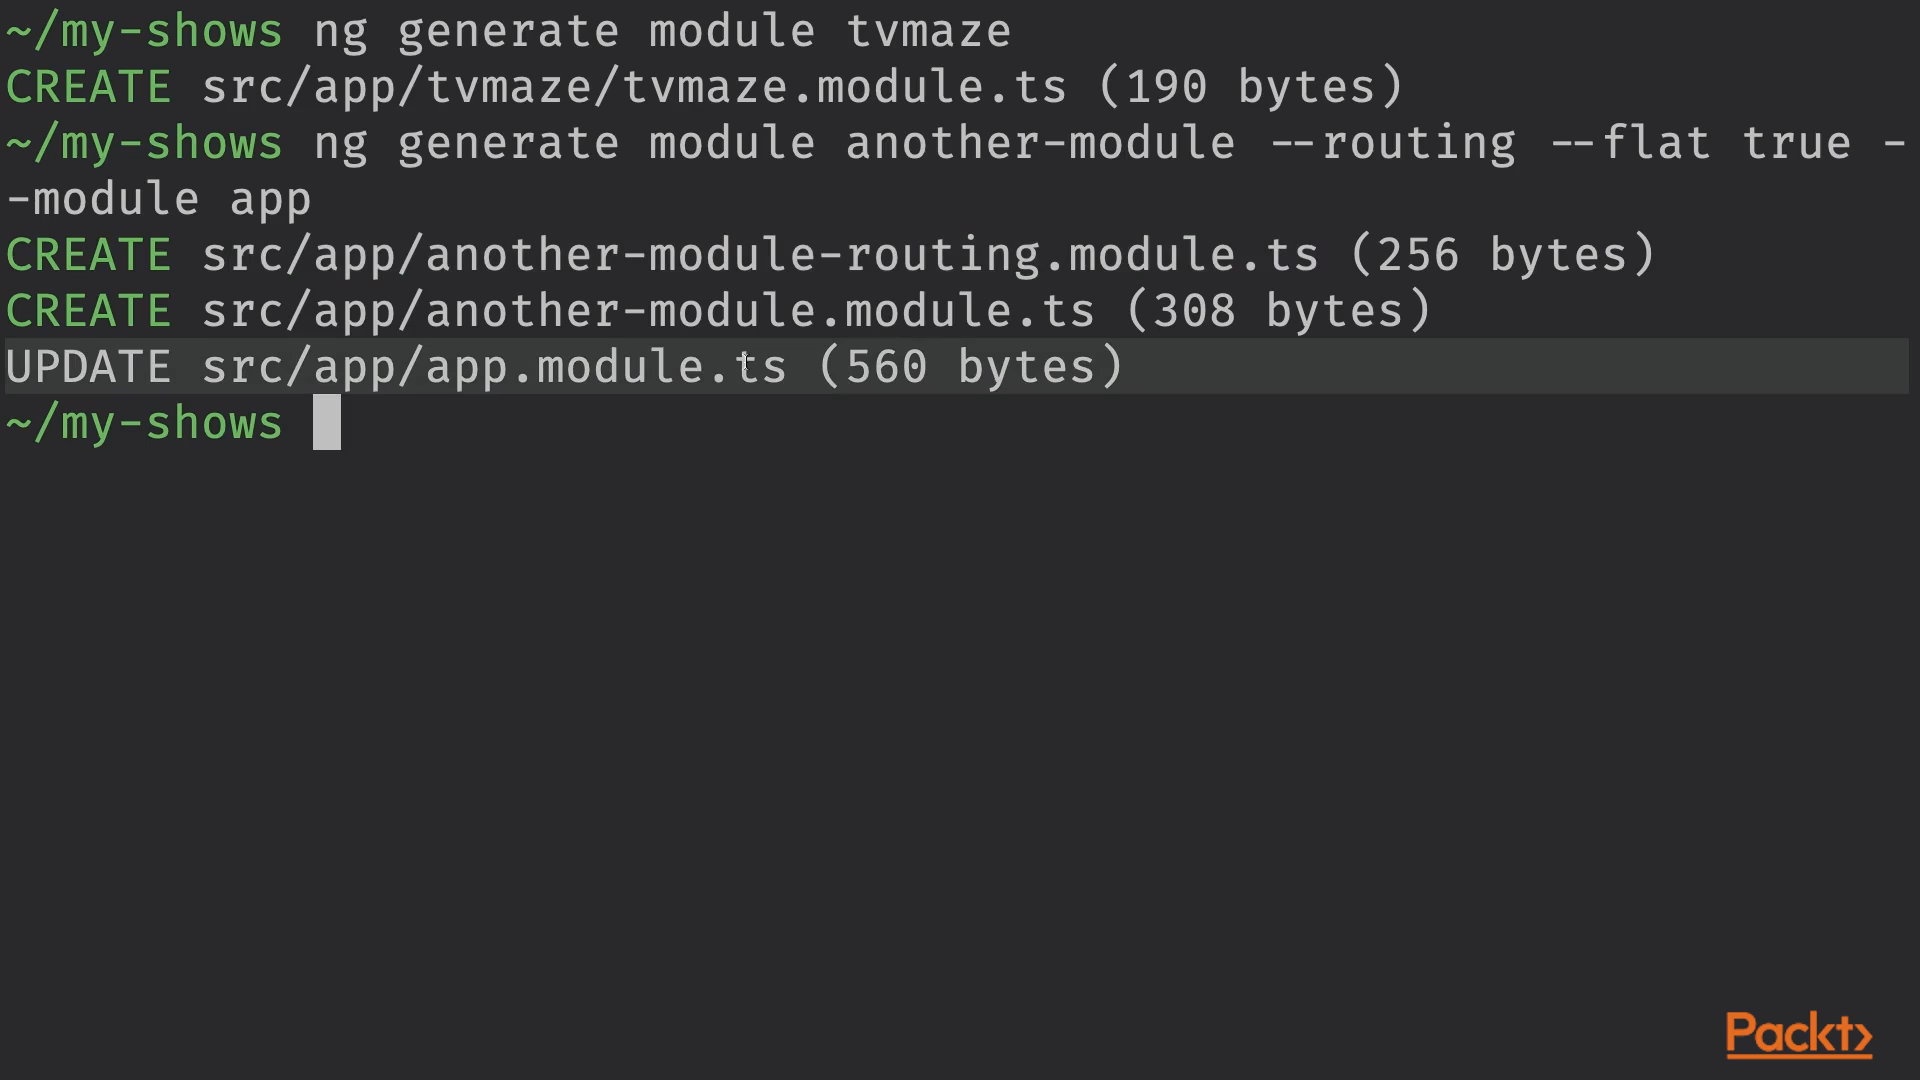 ~/my-shows ng generate module tvmaze
CREATE src/app/tvmaze/tvmaze.module.ts (190 bytes)
~/my-shows ng generate module another-module --routing --flat true -
-module app
CREATE src/app/another-module-routing.module.ts (256 bytes)
CREATE src/app/another-module.module.ts (308 bytes)
UPDATE src/app/app.module.ts (560 bytes)
~/my-shows
Packt>